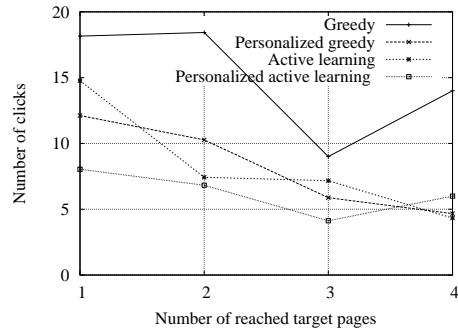 20
15
10
5
0
Number of clicks
Greedy
Personalized greedy
Active learning
Personalized active learning
1 2 3 4
Number of reached target pages